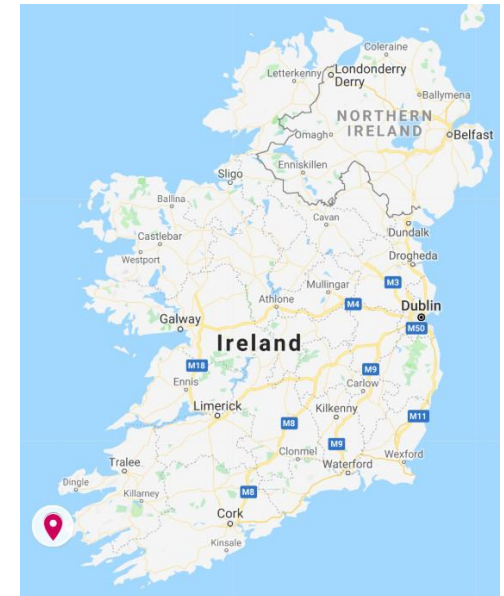 Coleraine
Letterkenny
Londonderry
Derry
Ballymena
NORTHERN
IRELAND
Omagh
Belfast
Enniskillen
Sligo
Ballina
Cavan
Dundalk
Castlebar
Westport
Drogheda
Mullingar
M3
Athlone
M4
Dublin
Galway
M50
Ireland
M18
M9
Ennis
Carlow
Limerick
Kilkenny
M11
M8
Clonmel
M9
Wexford
Tralee
Waterford
Dingle
Killarney
M8
Cork
Kinsale